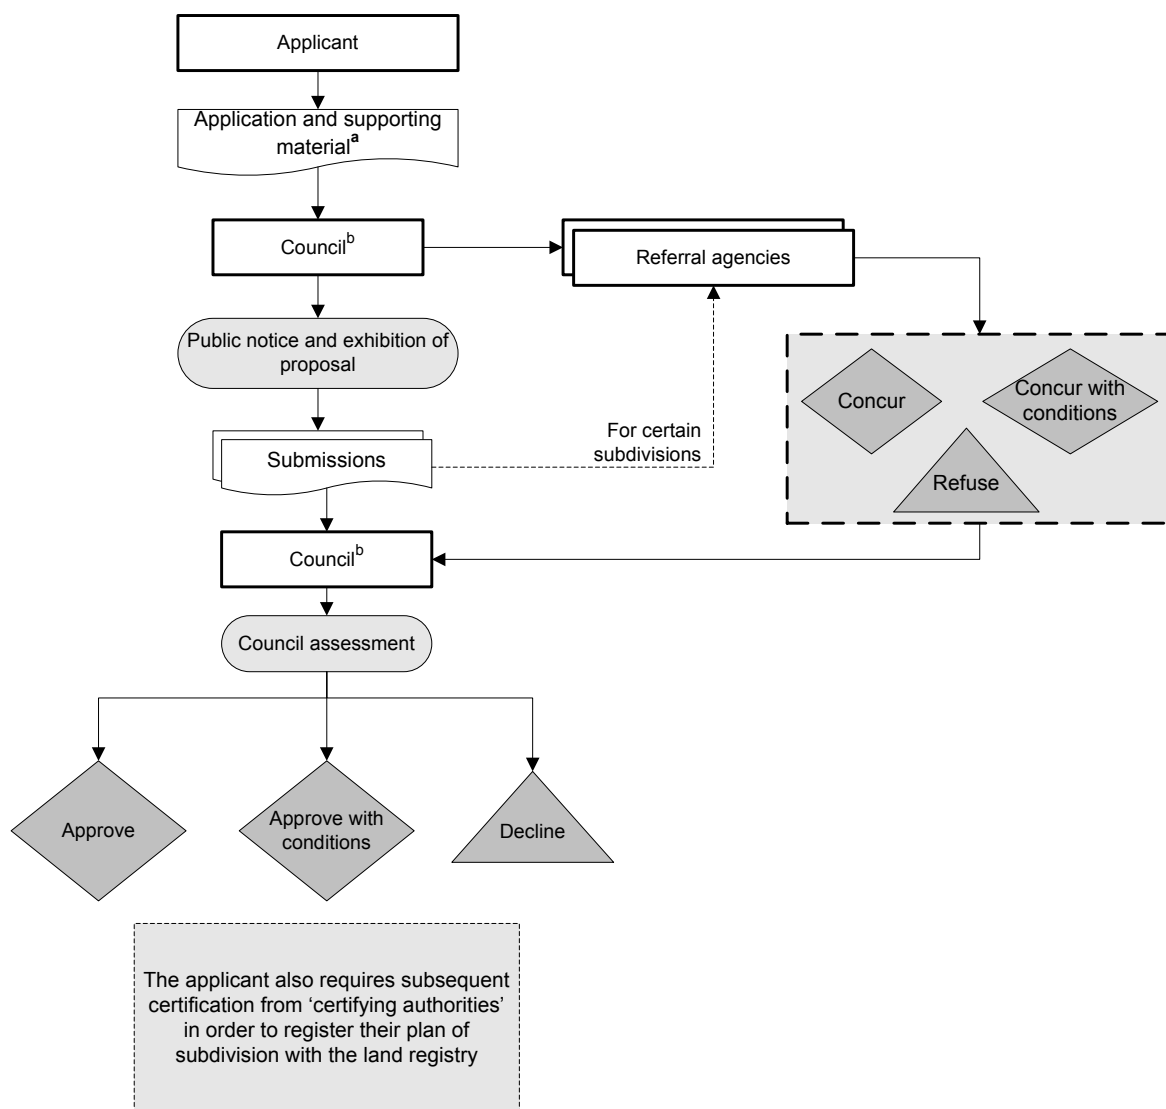 Applicant
Application and supporting
material^a
Council^b
Referral agencies
Public notice and exhibition of
proposal
Concur
Concur with
conditions
Refuse
For certain
subdivisions
Submissions
Council^b
Council assessment
Approve
Approve with
conditions
Decline
The applicant also requires subsequent
certification from ‘certifying authorities’
in order to register their plan of
subdivision with the land registry